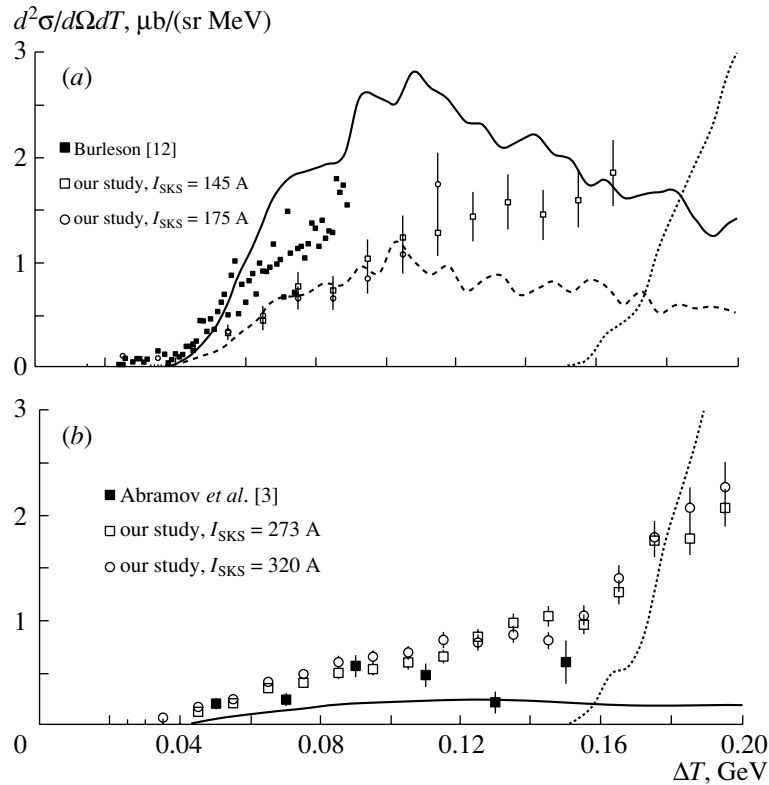 d²σ/dΩdT, μb/(sr MeV)
3
(a)
Burleson [12]
2
our study, I_SKS = 145 A
our study, I_SKS = 175 A
1
0
3
(b)
Abramov et al. [3]
2
our study, I_SKS = 273 A
our study, I_SKS = 320 A
1
0 0.04 0.08 0.12 0.16 0.20
ΔT, GeV